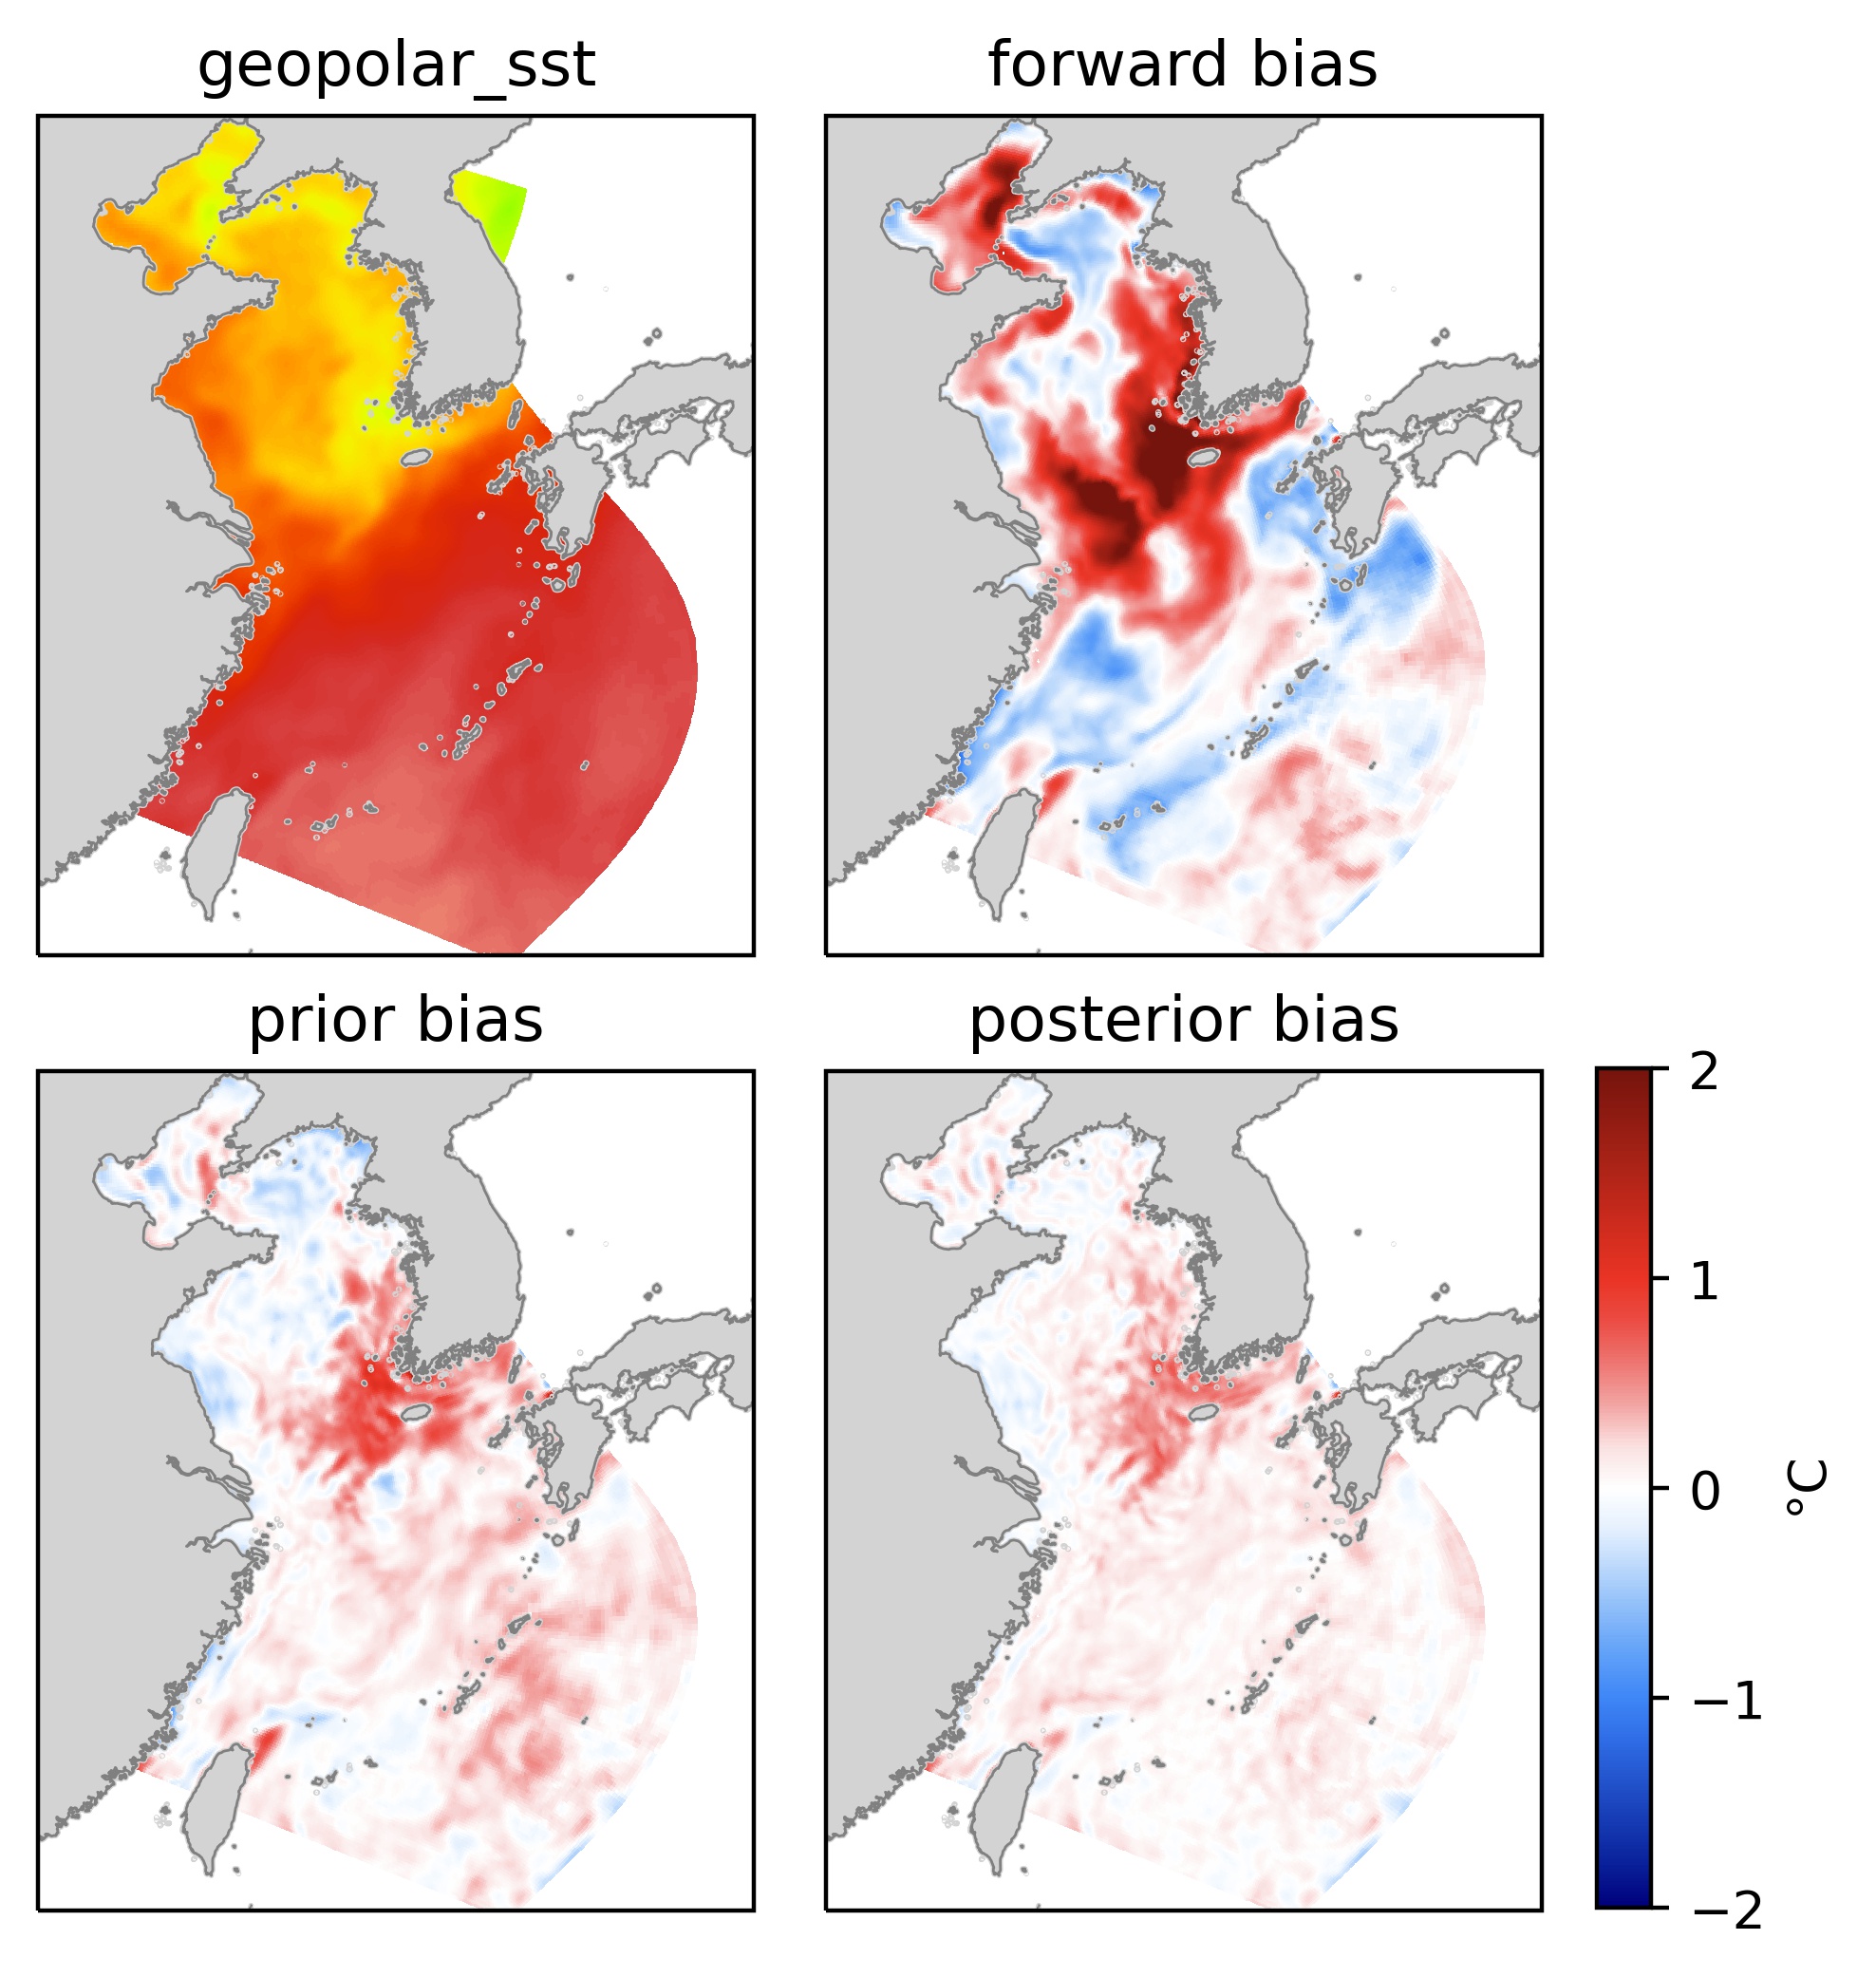 geopolar_sst
forward bias
prior bias
posterior bias
2
1
0
−1
−2
°C